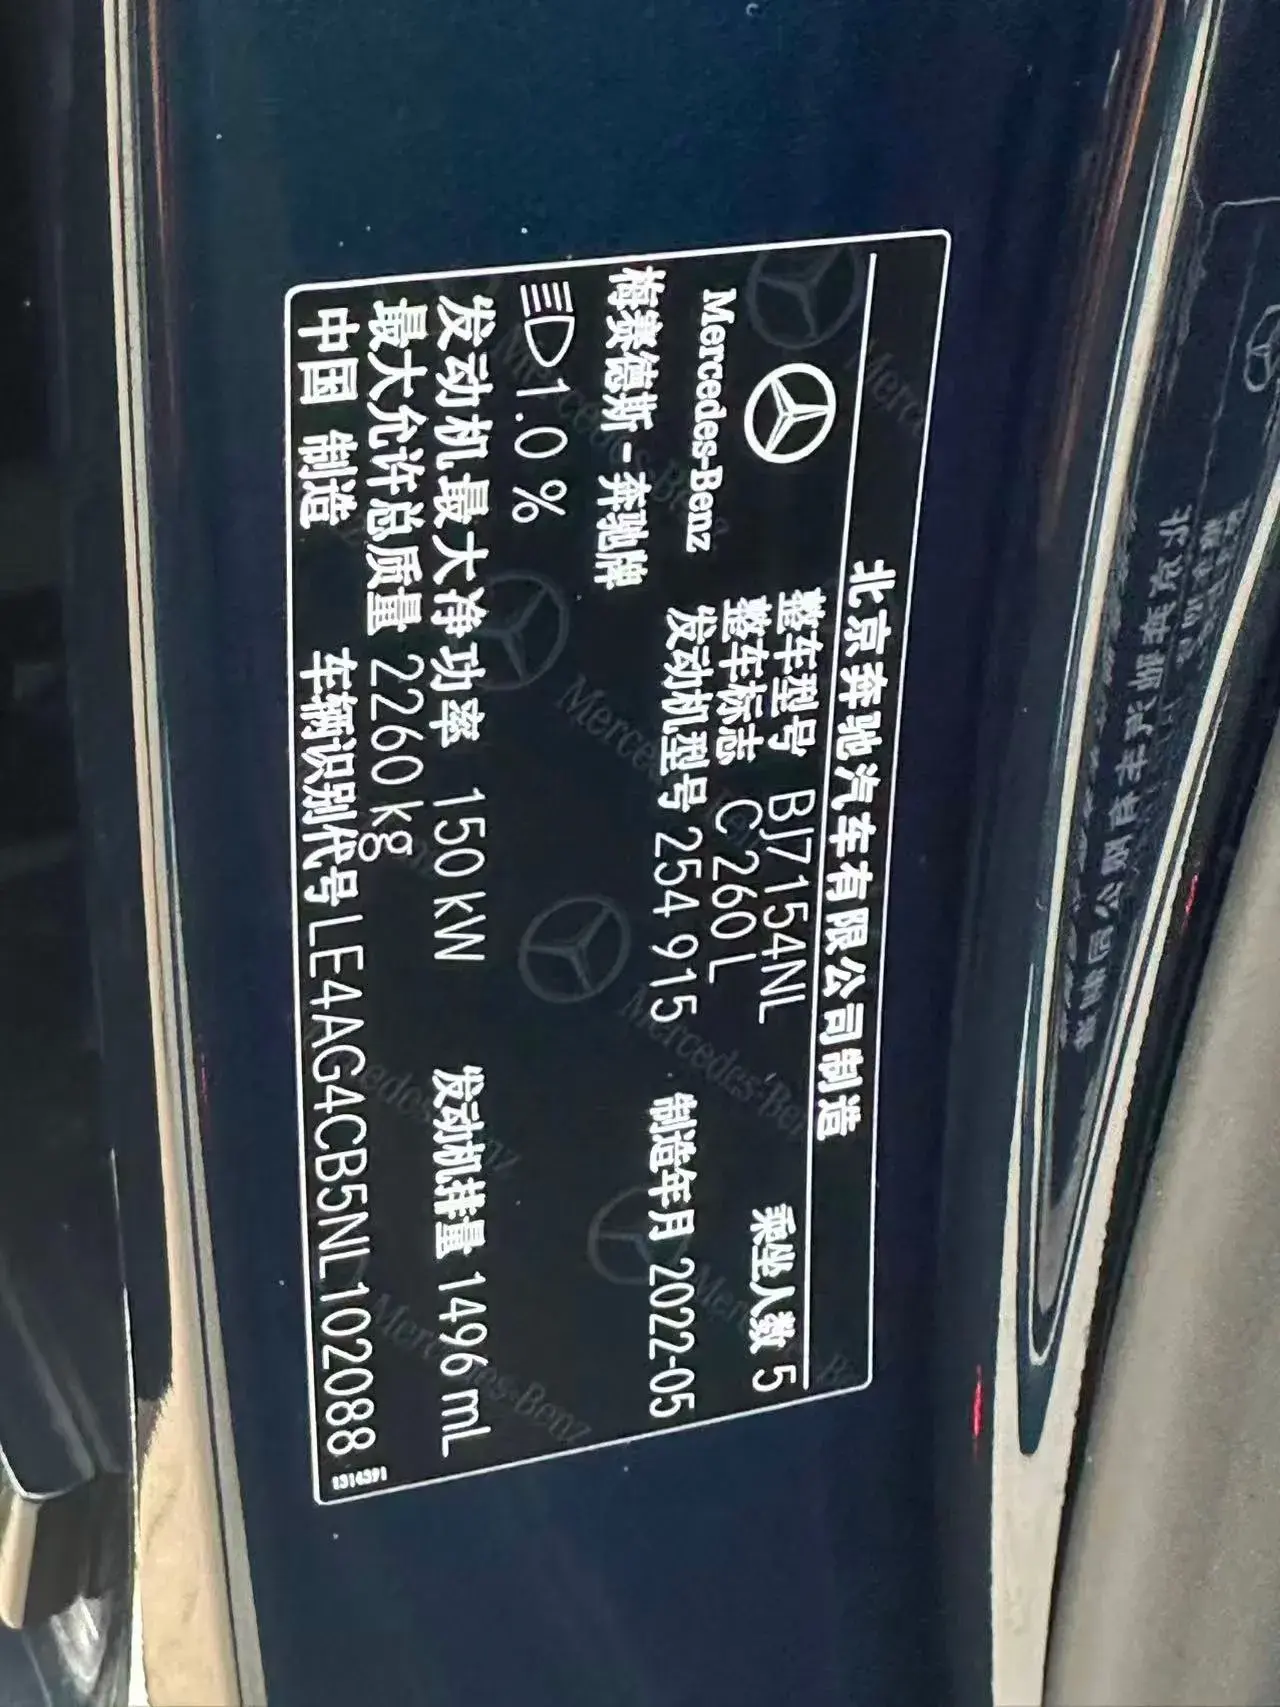 北京奔驰汽车有限公司制造
整车型号 BJ7154NL 乘坐人数 5
整车标志 C 260 L
Mercedes-Benz 发动机型号 254 915 制造年月 2022-05
梅赛德斯-奔驰牌
1.0%
发动机最大净功率 150 kW 发动机排量 1496 mL
最大允许总质量 2260 kg
中国 制造 车辆识别代号 LE4AG4CB5NL102088